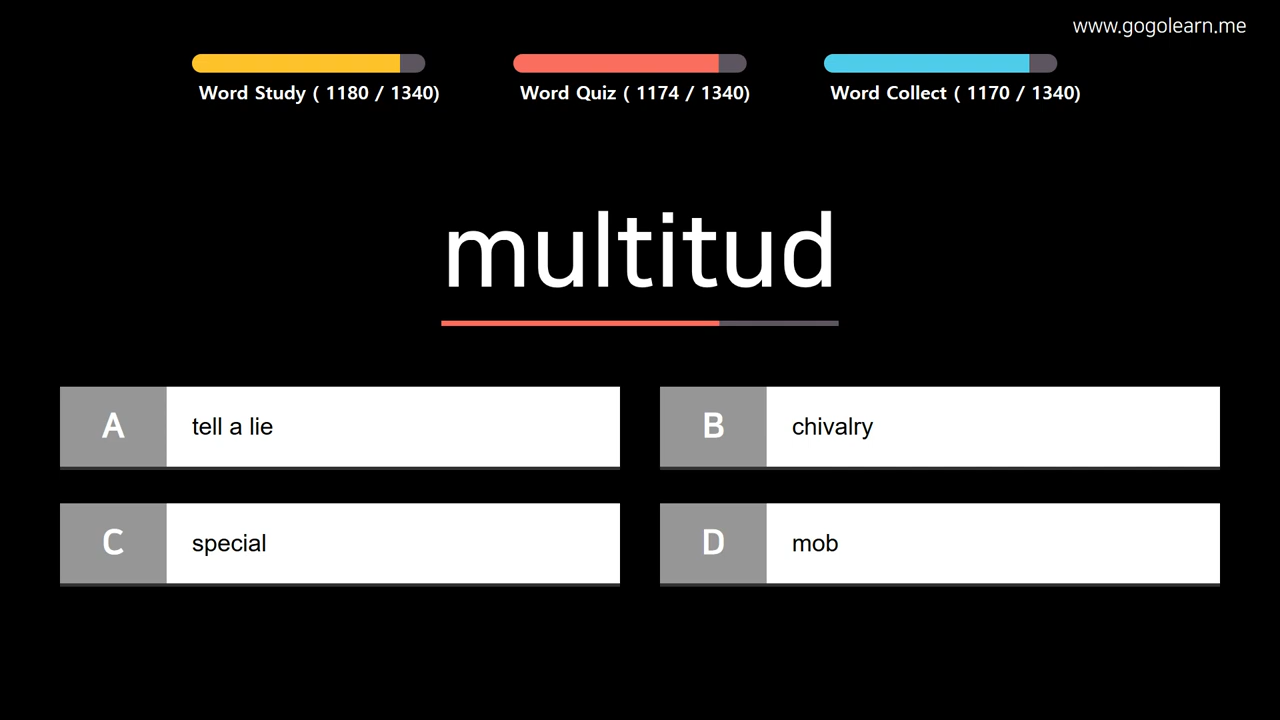 www.gogolearn.me
Word Study ( 1180 / 1340)
Word Quiz ( 1174 / 1340)
Word Collect ( 1170 / 1340)
multitud
A tell a lie
B chivalry
C special
D mob